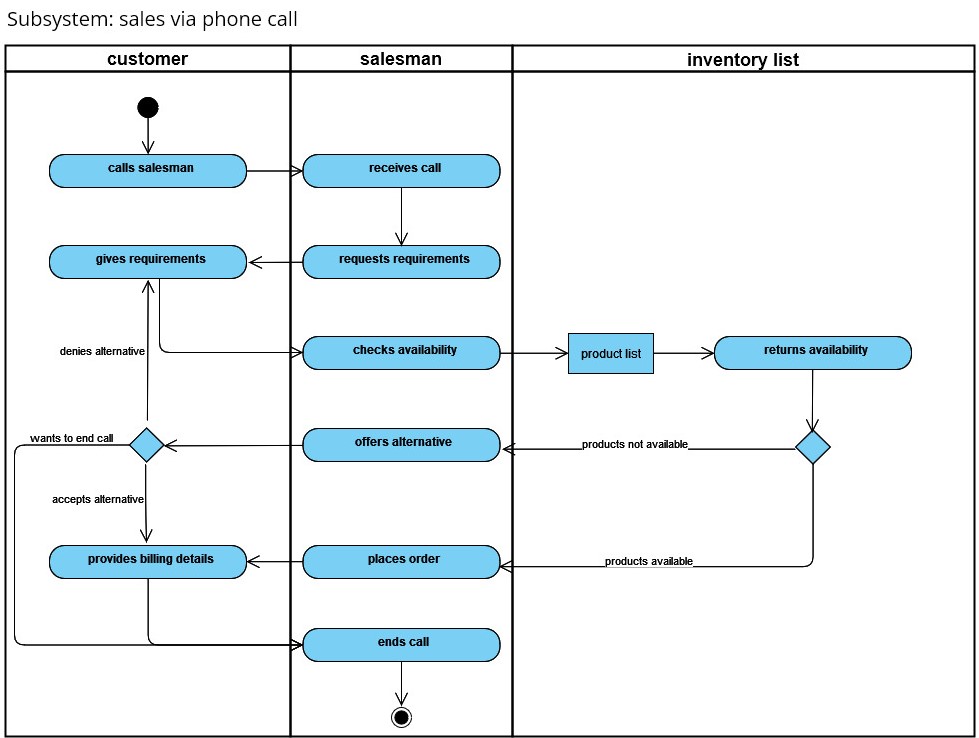 Subsystem: sales via phone call
customer
salesman
inventory list
calls salesman
receives call
gives requirements
requests requirements
denies alternative
checks availability
product list
returns availability
wants to end call
offers alternative
products not available
accepts alternative
provides billing details
places order
products available
ends call